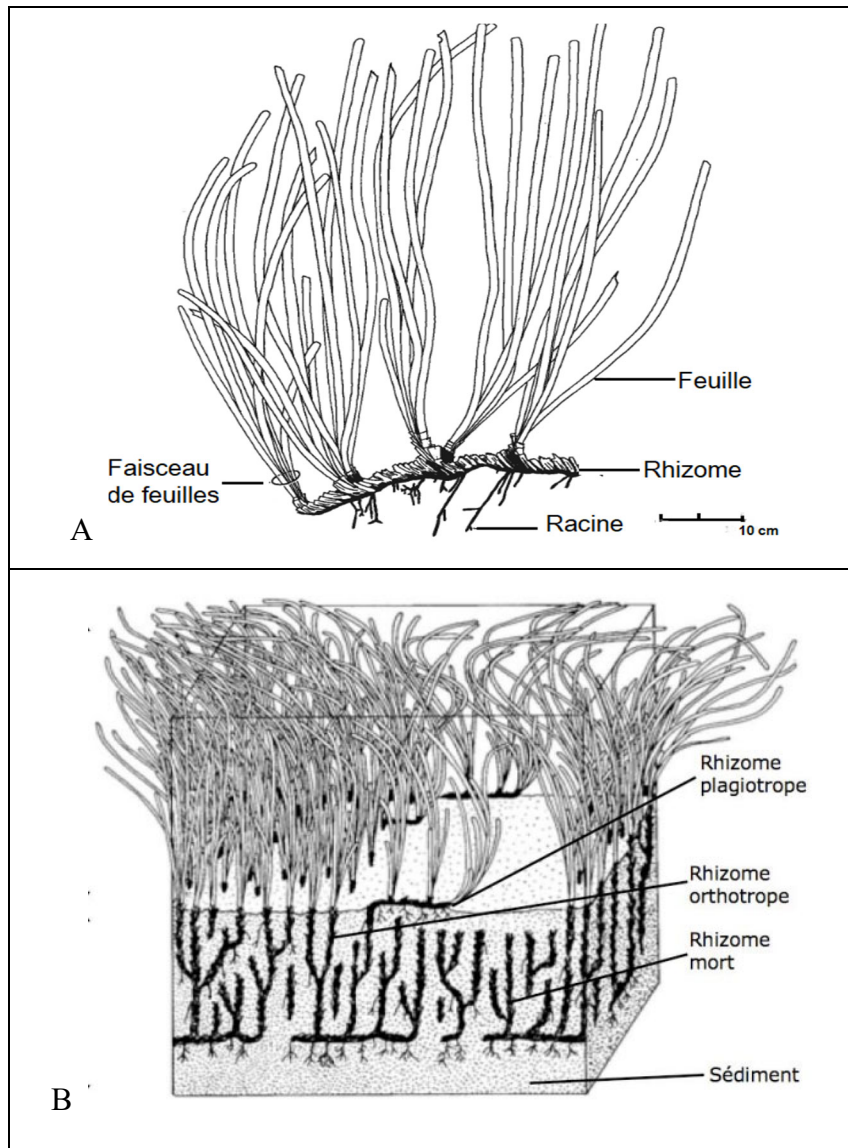 Feuille
Faisceau
de feuilles
Rhizome
Racine
A
10 cm
Rhizome
plagiotrope
Rhizome
orthotrope
Rhizome
mort
Sédiment
B